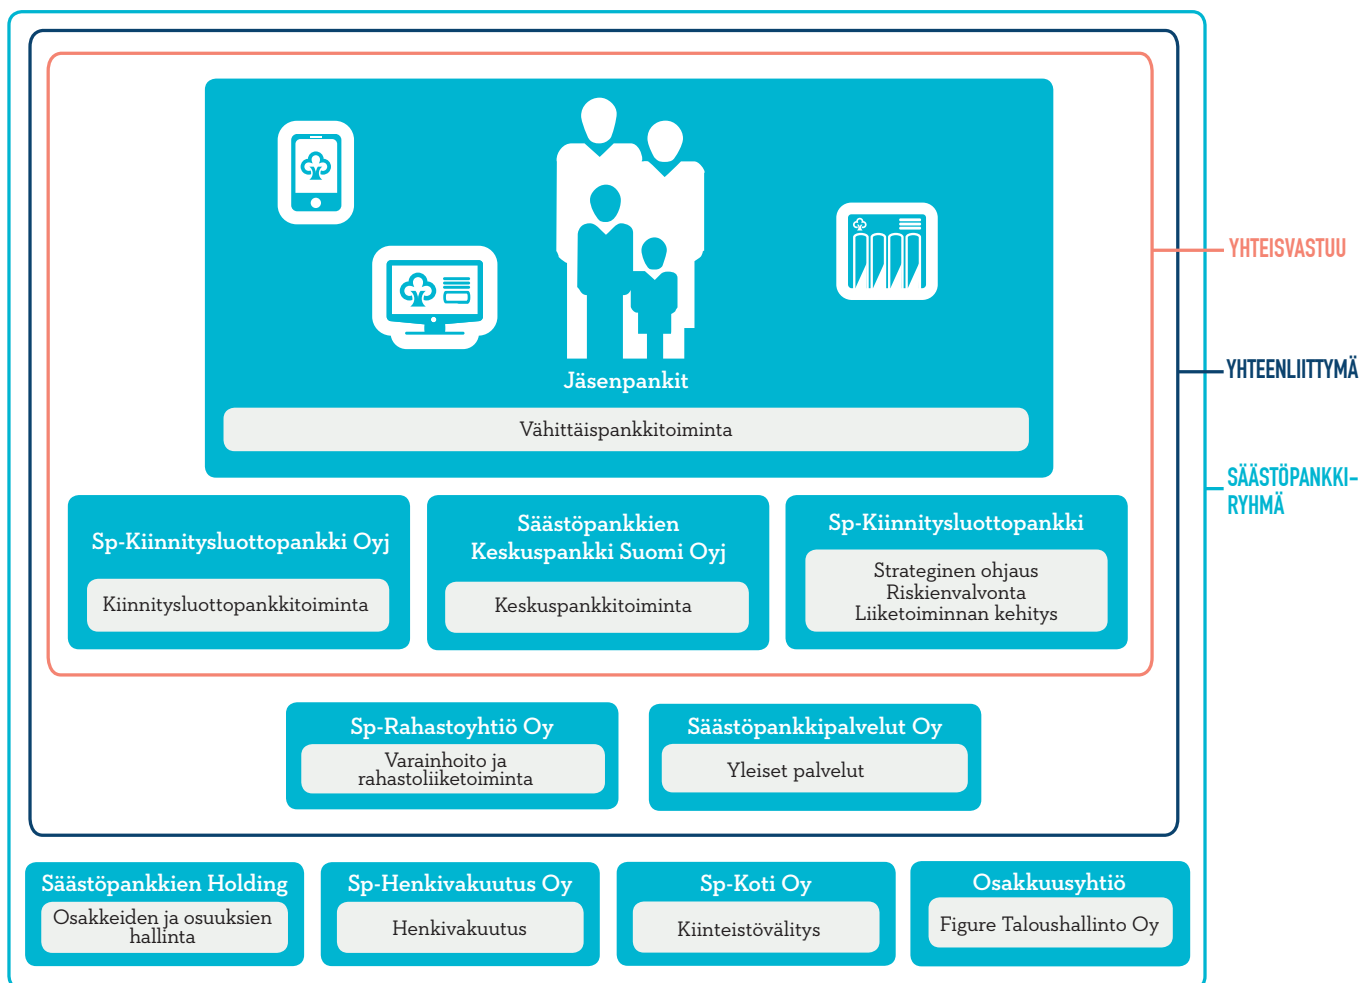 Jäsenpankit
Vähittäispankkitoiminta
Sp-Kiinnitysluottopankki Oyj
Kiinnitysluottopankkitoiminta
Säästöpankkien
Keskuspankki Suomi Oyj
Keskuspankkitoiminta
Sp-Kiinnitysluottopankki
Strateginen ohjaus
Riskienvalvonta
Liiketoiminnan kehitys
Sp-Rahastoyhtiö Oy
Varainhoito ja
rahastoliiketoiminta
Säästöpankkipalvelut Oy
Yleiset palvelut
Säästöpankkien Holding
Osakkeiden ja osuuksien
hallinta
Sp-Henkivakuutus Oy
Henkivakuutus
Sp-Koti Oy
Kiinteistövälitys
Osakkuusyhtiö
Figure Taloushallinto Oy
YHTEISVASTUU
YHTEENLIITTYMÄ
SÄÄSTÖPANKKI-
RYHMÄ